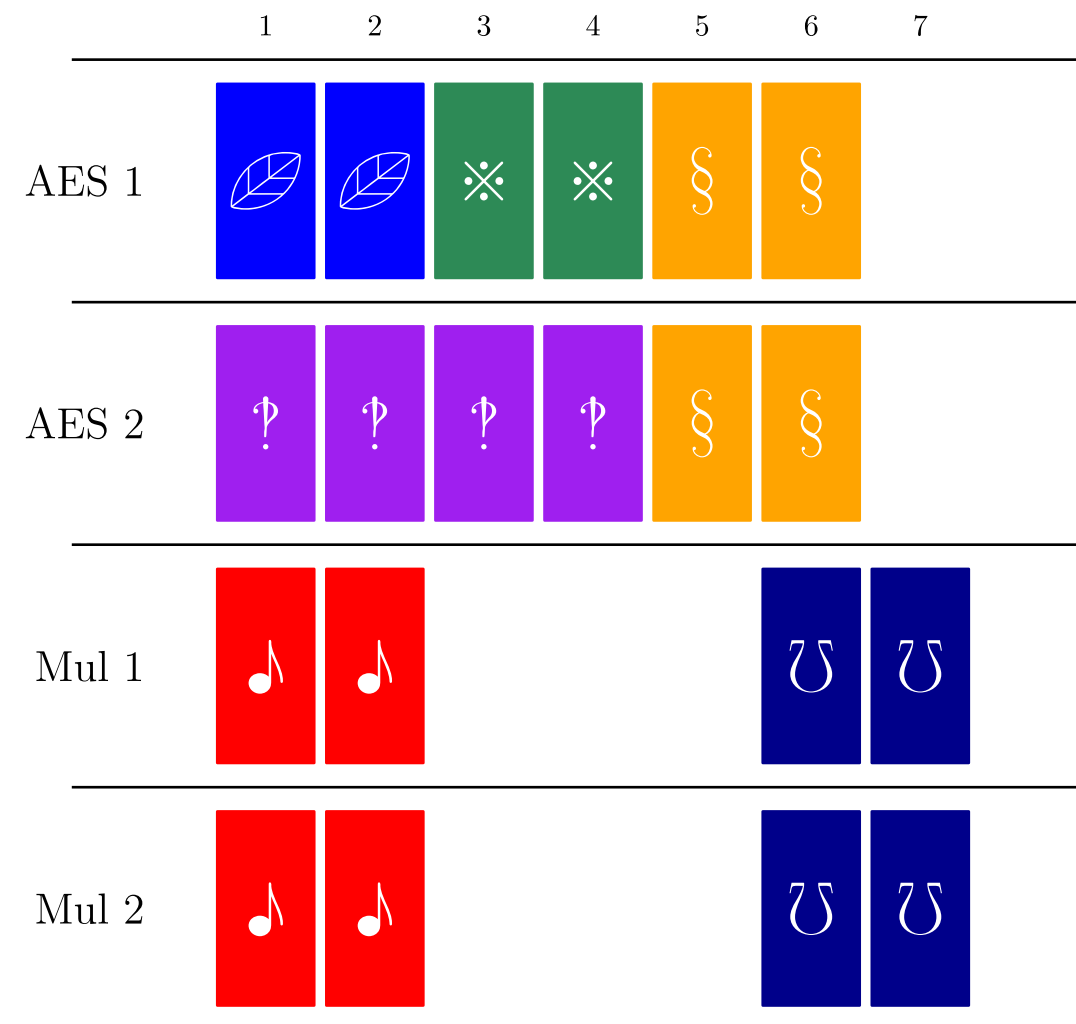 1 2 3 4 5 6 7
AES 1 ※ ※ § §
AES 2 ‽ ‽ ‽ ‽ § §
Mul 1 ♪ ♪ ℧ ℧
Mul 2 ♪ ♪ ℧ ℧